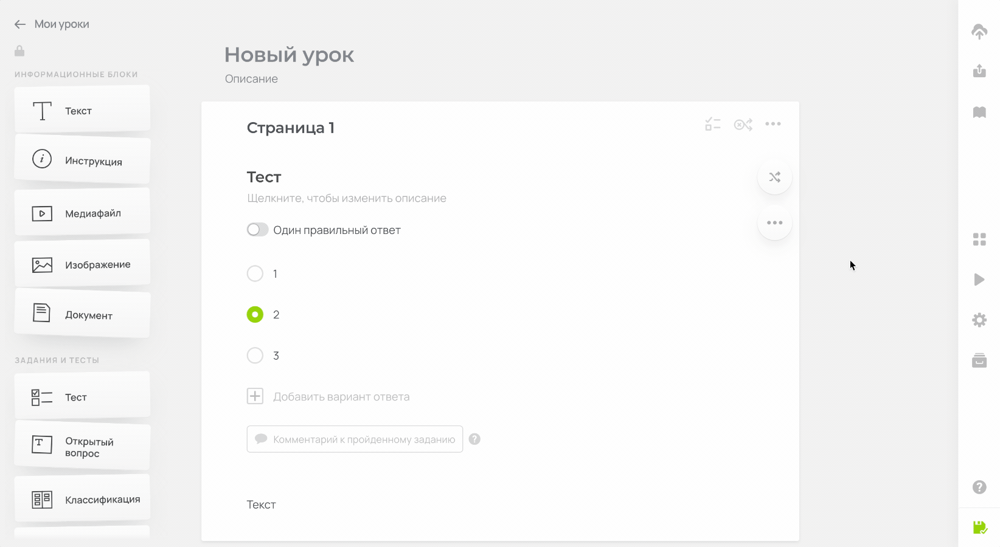 Мои уроки
ИНФОРМАЦИОННЫЕ БЛОКИ
Текст
Инструкция
Медиафайл
Изображение
Документ
ЗАДАНИЯ И ТЕСТЫ
Тест
Открытый
вопрос
Классификация
Новый урок
Описание
Страница 1
Тест
Щелкните, чтобы изменить описание
Один правильный ответ
1
2
3
Добавить вариант ответа
Комментарий к пройденному заданию
?
Текст
?